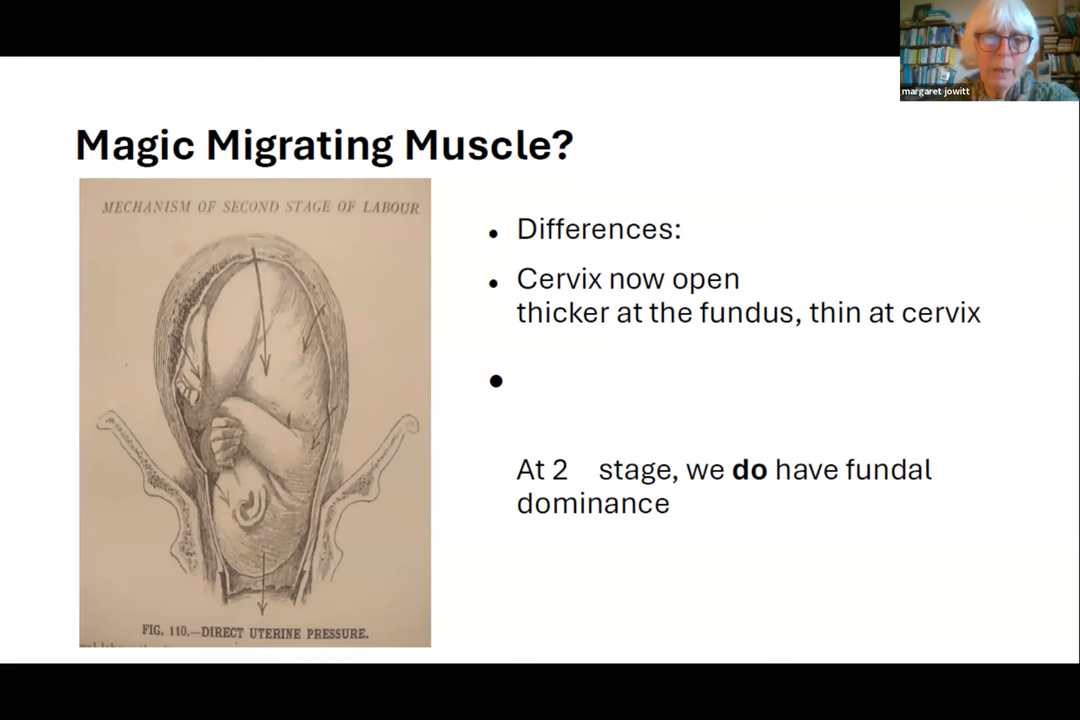 margaret jowitt
Magic Migrating Muscle?
MECHANISM OF SECOND STAGE OF LABOUR
FIG. 110.—DIRECT UTERINE PRESSURE.
• Differences:
• Cervix now open
thicker at the fundus, thin at cervix
•
At 2 stage, we do have fundal
dominance